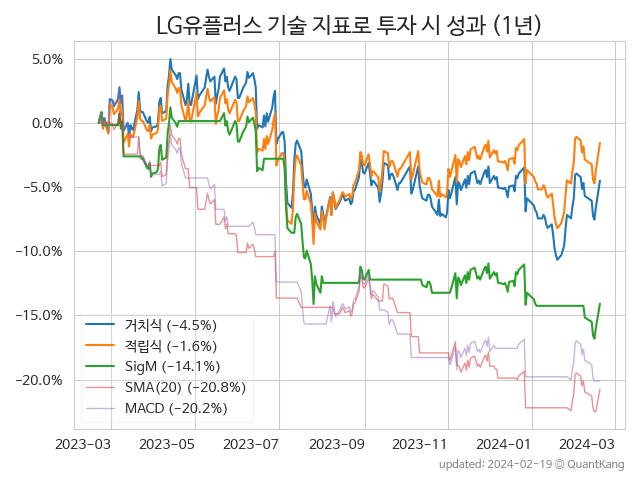 LG유플러스 기술 지표로 투자 시 성과 (1년)
5.0%
0.0%
−5.0%
−10.0%
−15.0%
−20.0%
거치식 (−4.5%)
적립식 (−1.6%)
SigM (−14.1%)
SMA(20) (−20.8%)
MACD (−20.2%)
2023-03 2023-05 2023-07 2023-09 2023-11 2024-01 2024-03
updated: 2024-02-19 © QuantKang